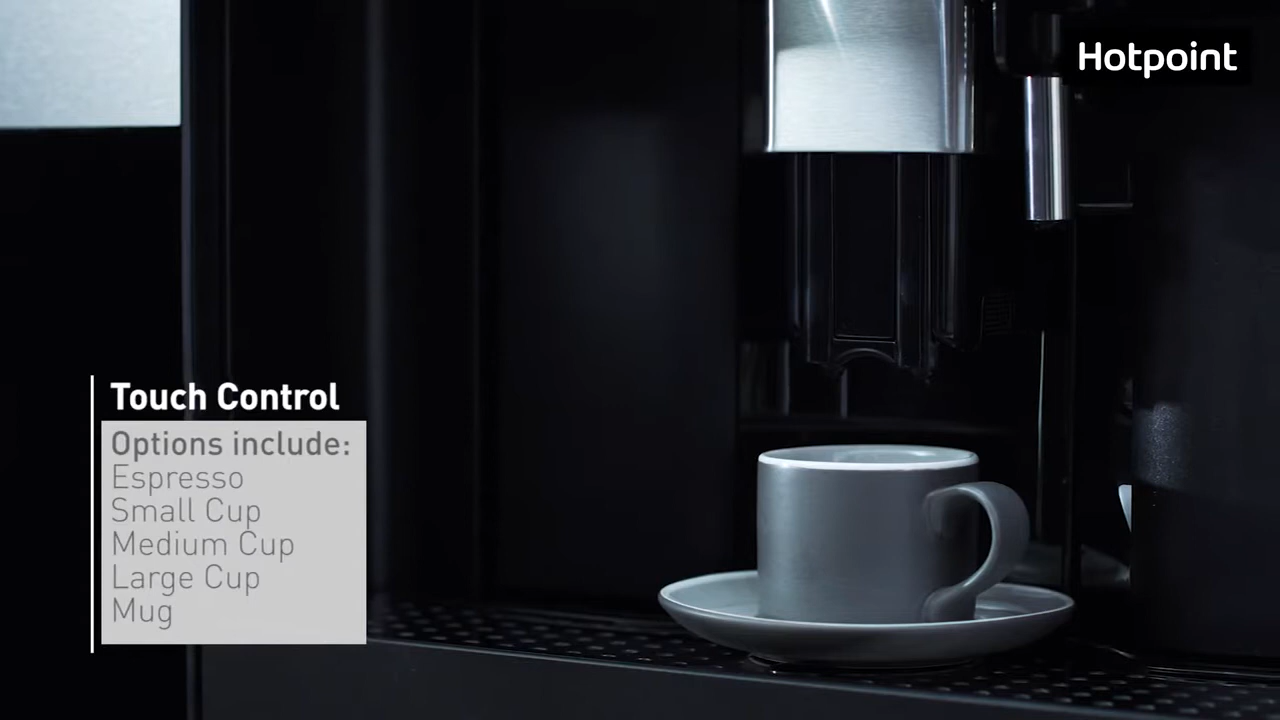 Hotpoint
Touch Control
Options include:
Espresso
Small Cup
Medium Cup
Large Cup
Mug